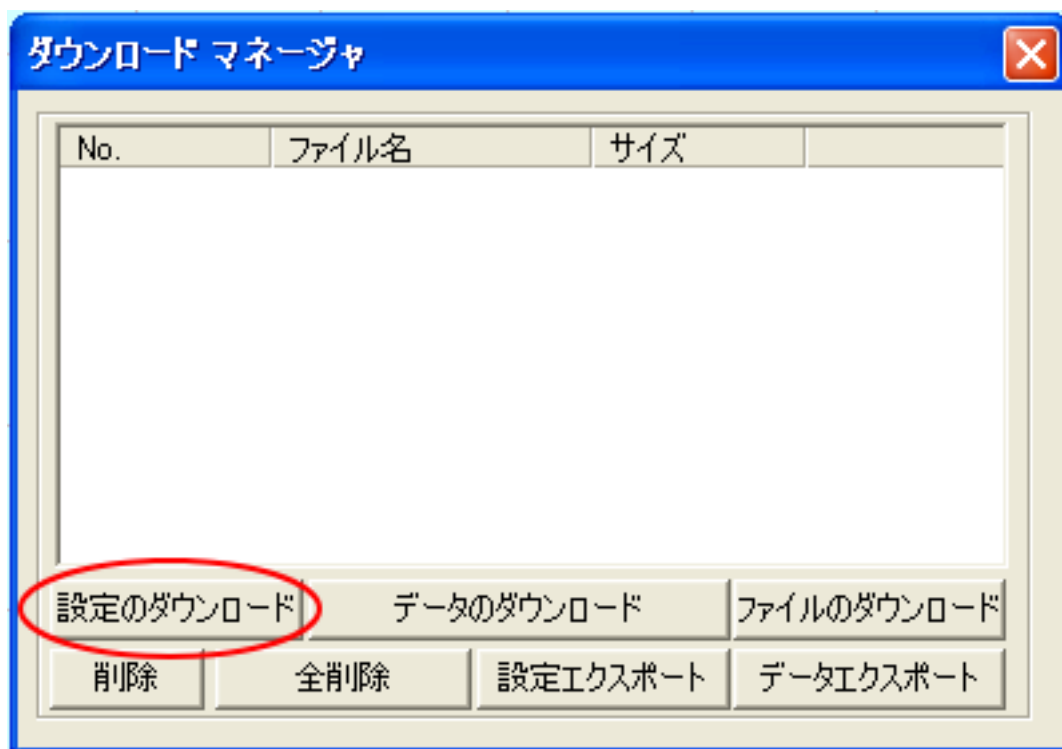 ダウンロード マネージャ
No. ファイル名 サイズ
設定のダウンロード データのダウンロード ファイルのダウンロード
削除 全削除 設定エクスポート データエクスポート